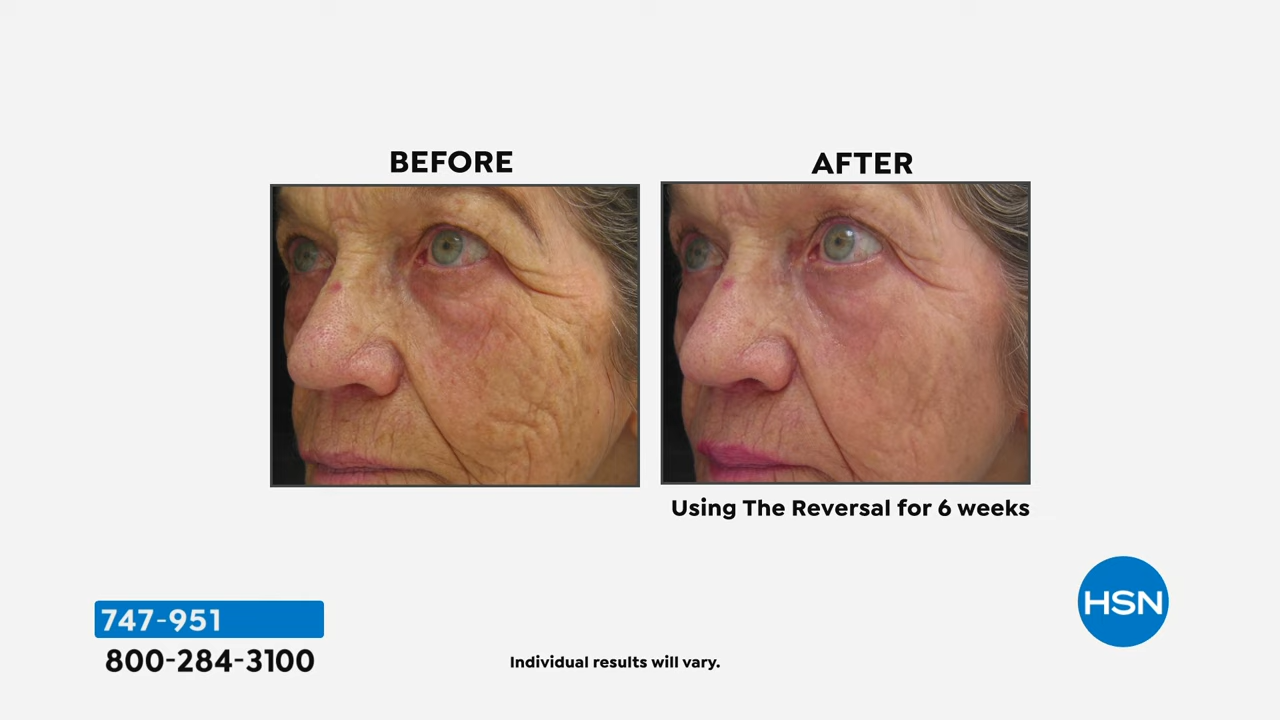 BEFORE
AFTER
Using The Reversal for 6 weeks
747-951
800-284-3100
Individual results will vary.
HSN